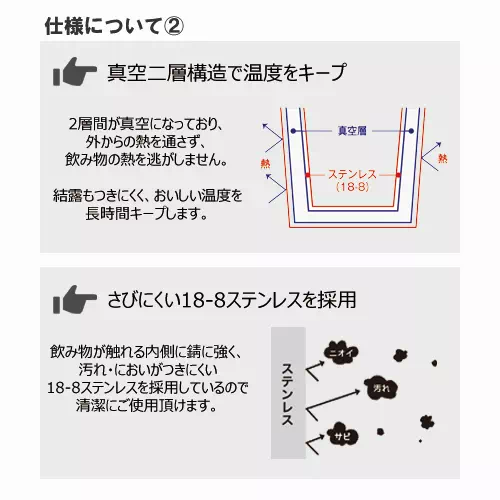 仕様について②
真空二層構造で温度をキープ
2層間が真空になっており、
外からの熱を通さず、
飲み物の熱を逃がしません。
結露もつきにくく、おいしい温度を
長時間キープします。
真空層
熱
熱
ステンレス
(18-8)
さびにくい18-8ステンレスを採用
飲み物が触れる内側に錆に強く、
汚れ・においがつきにくい
18-8ステンレスを採用しているので
清潔にご使用頂けます。
ステンレス
ニオイ
汚れ
サビ